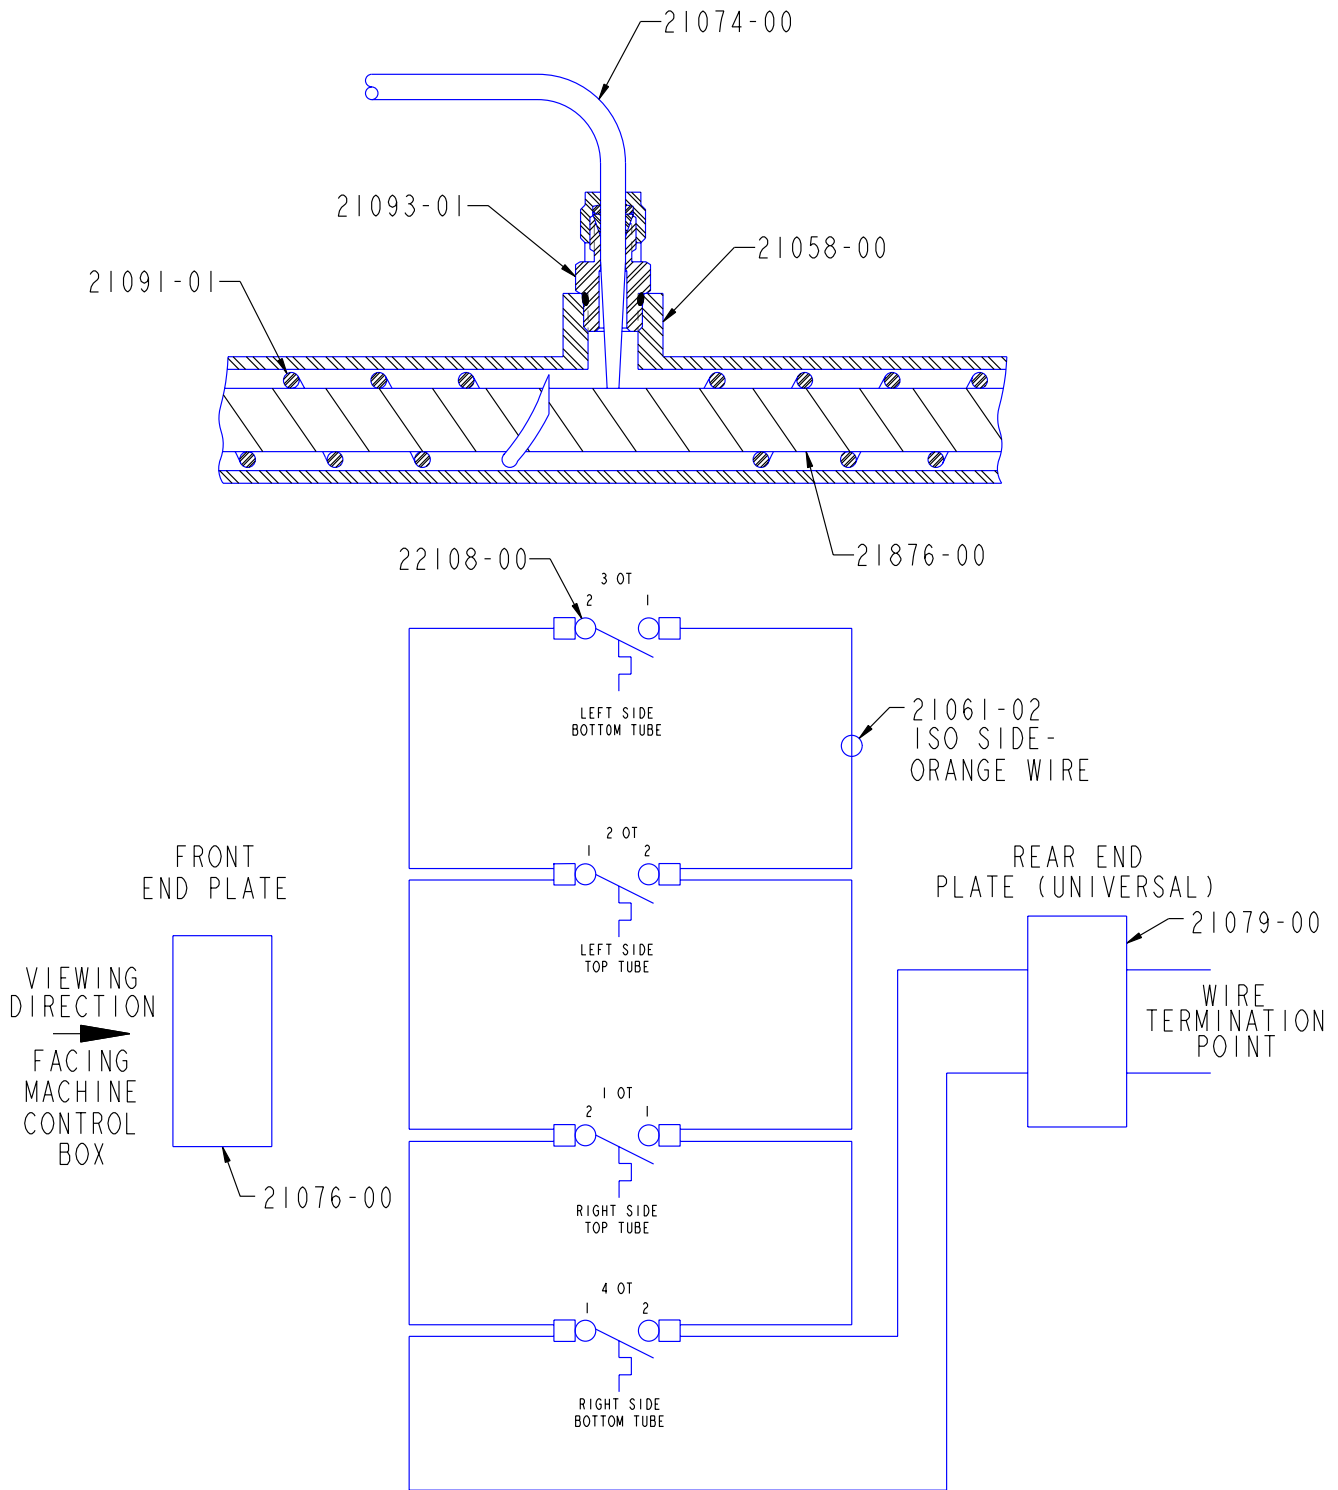 21074-00
21093-01
21058-00
21091-01
21876-00
22108-00
3 OT
2 1
LEFT SIDE
BOTTOM TUBE
21061-02
ISO SIDE-
ORANGE WIRE
2 OT
1 2
LEFT SIDE
TOP TUBE
FRONT
END PLATE
REAR END
PLATE (UNIVERSAL)
21079-00
VIEWING
DIRECTION
FACING
MACHINE
CONTROL
BOX
WIRE
TERMINATION
POINT
21076-00
1 OT
2 1
RIGHT SIDE
TOP TUBE
4 OT
1 2
RIGHT SIDE
BOTTOM TUBE